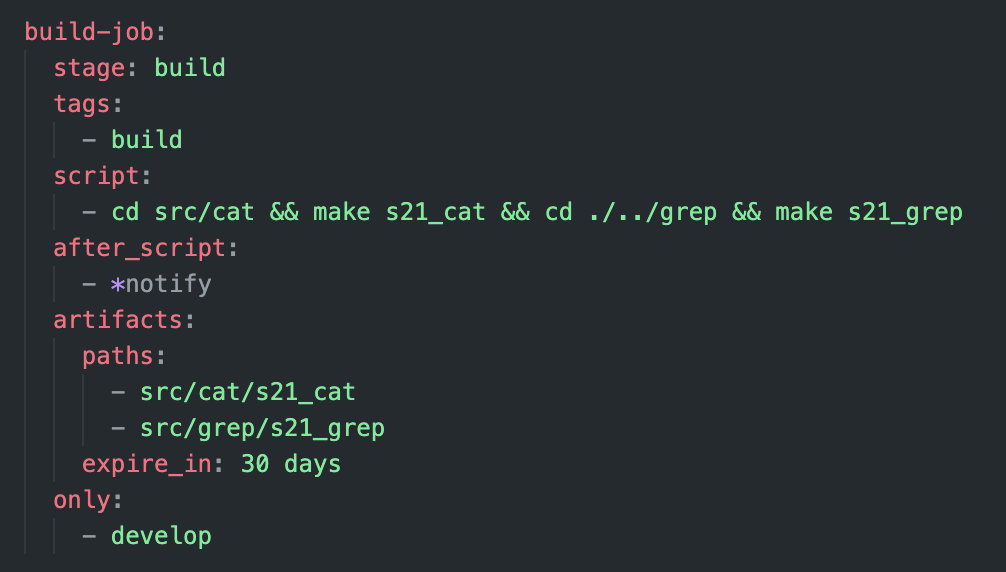 build-job:
  stage: build
  tags:
    - build
  script:
    - cd src/cat && make s21_cat && cd ./../grep && make s21_grep
  after_script:
    - *notify
  artifacts:
    paths:
      - src/cat/s21_cat
      - src/grep/s21_grep
    expire_in: 30 days
  only:
    - develop